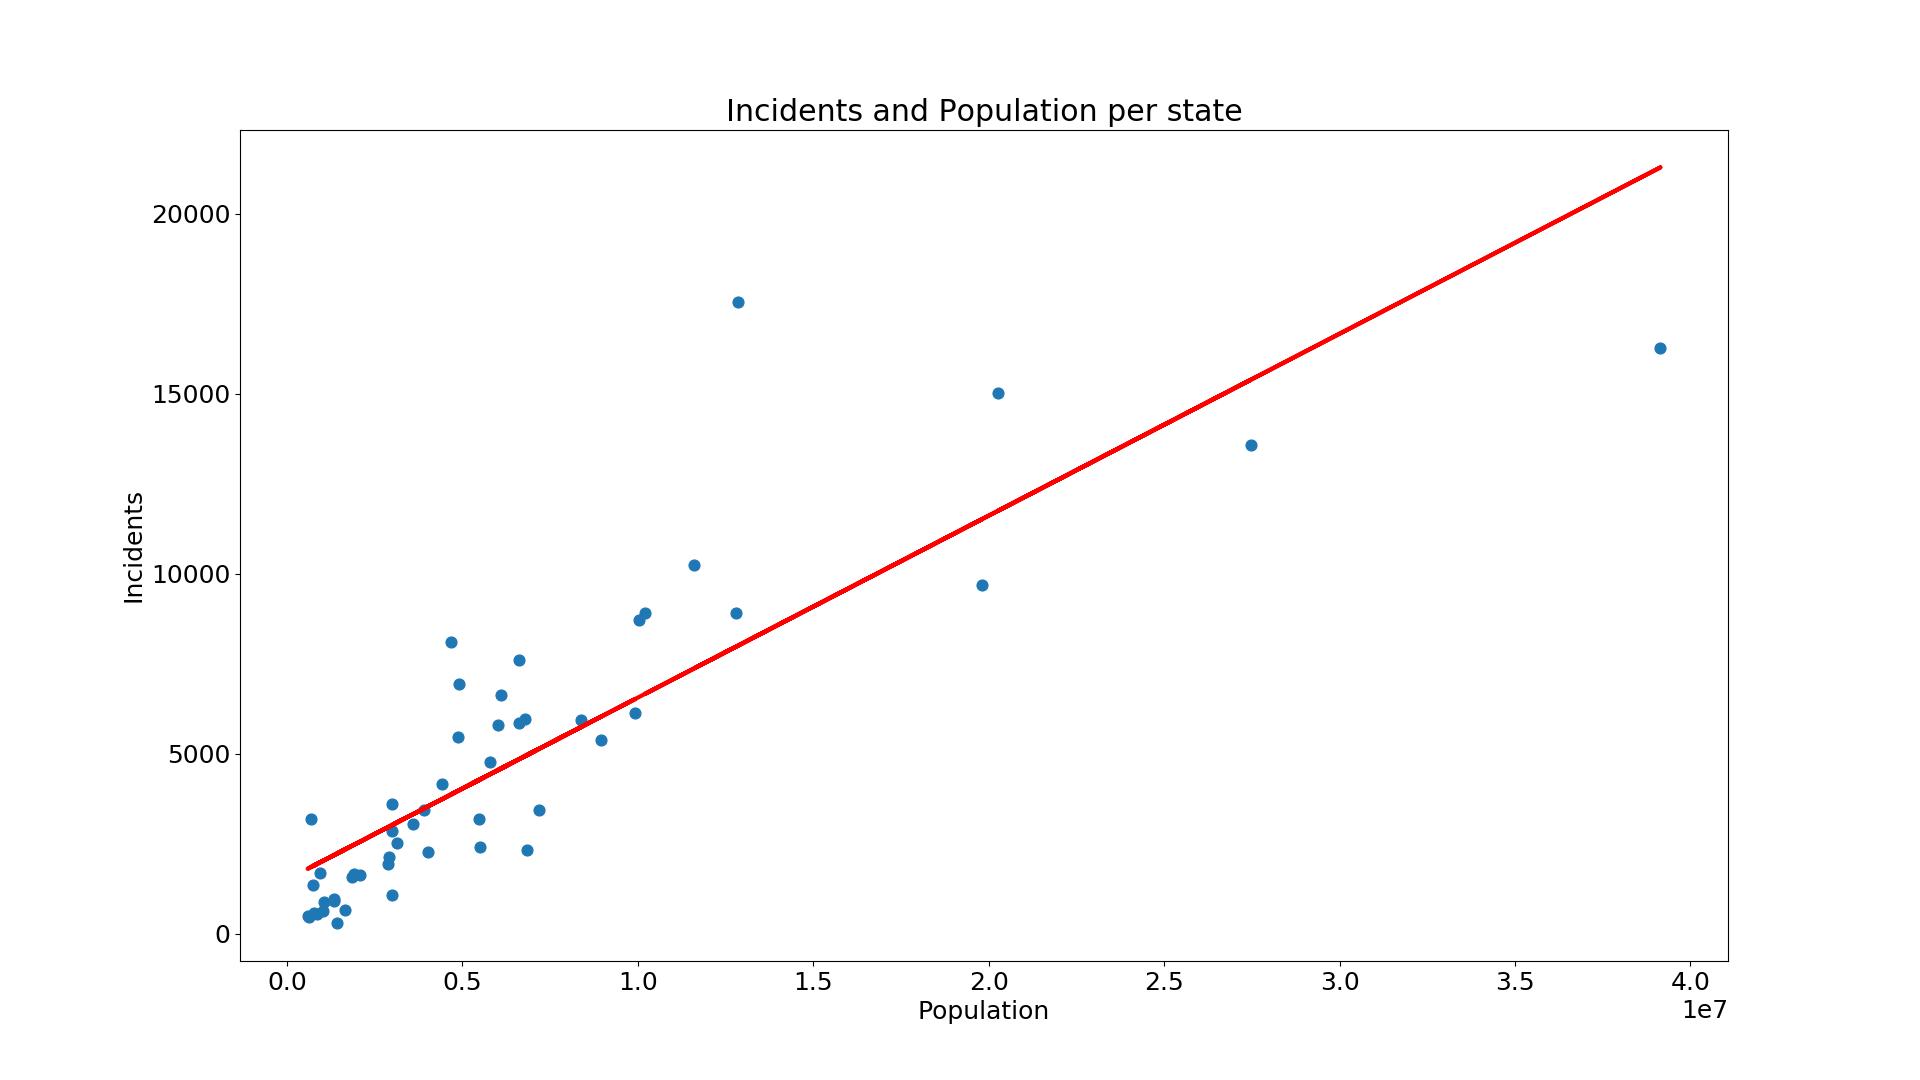 Incidents and Population per state
Incidents
20000
15000
10000
5000
0
0.0 0.5 1.0 1.5 2.0 2.5 3.0 3.5 4.0
1e7
Population